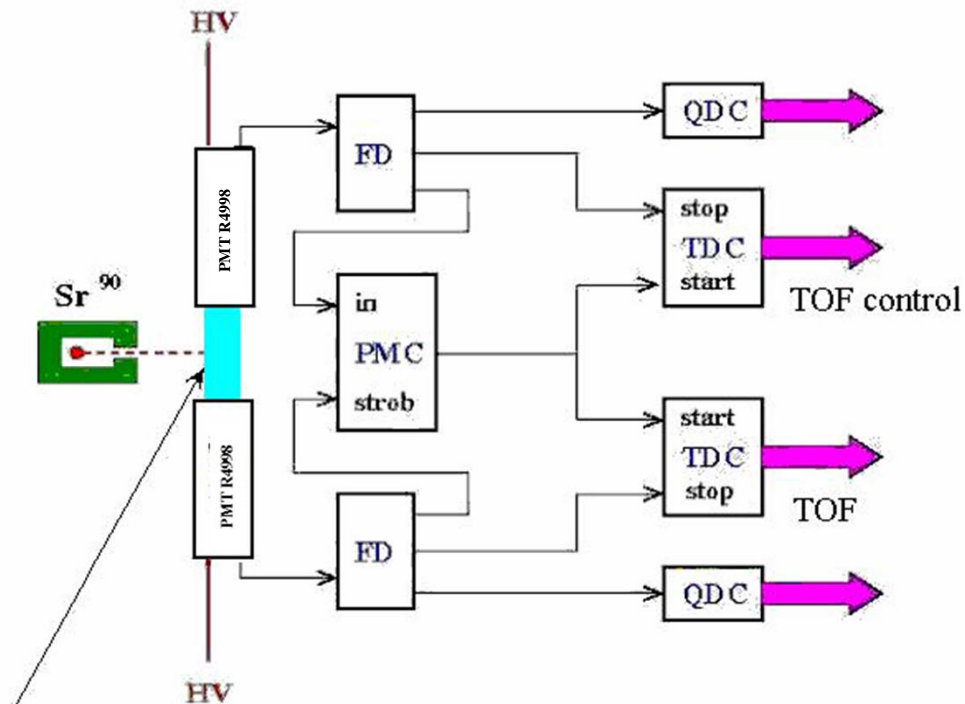 HV
QDC
FD
PMT R4998
stop
TDC
start
TOF control
Sr 90
in
PMC
strob
start
TDC
stop
TOF
PMT R4998
FD
QDC
HV